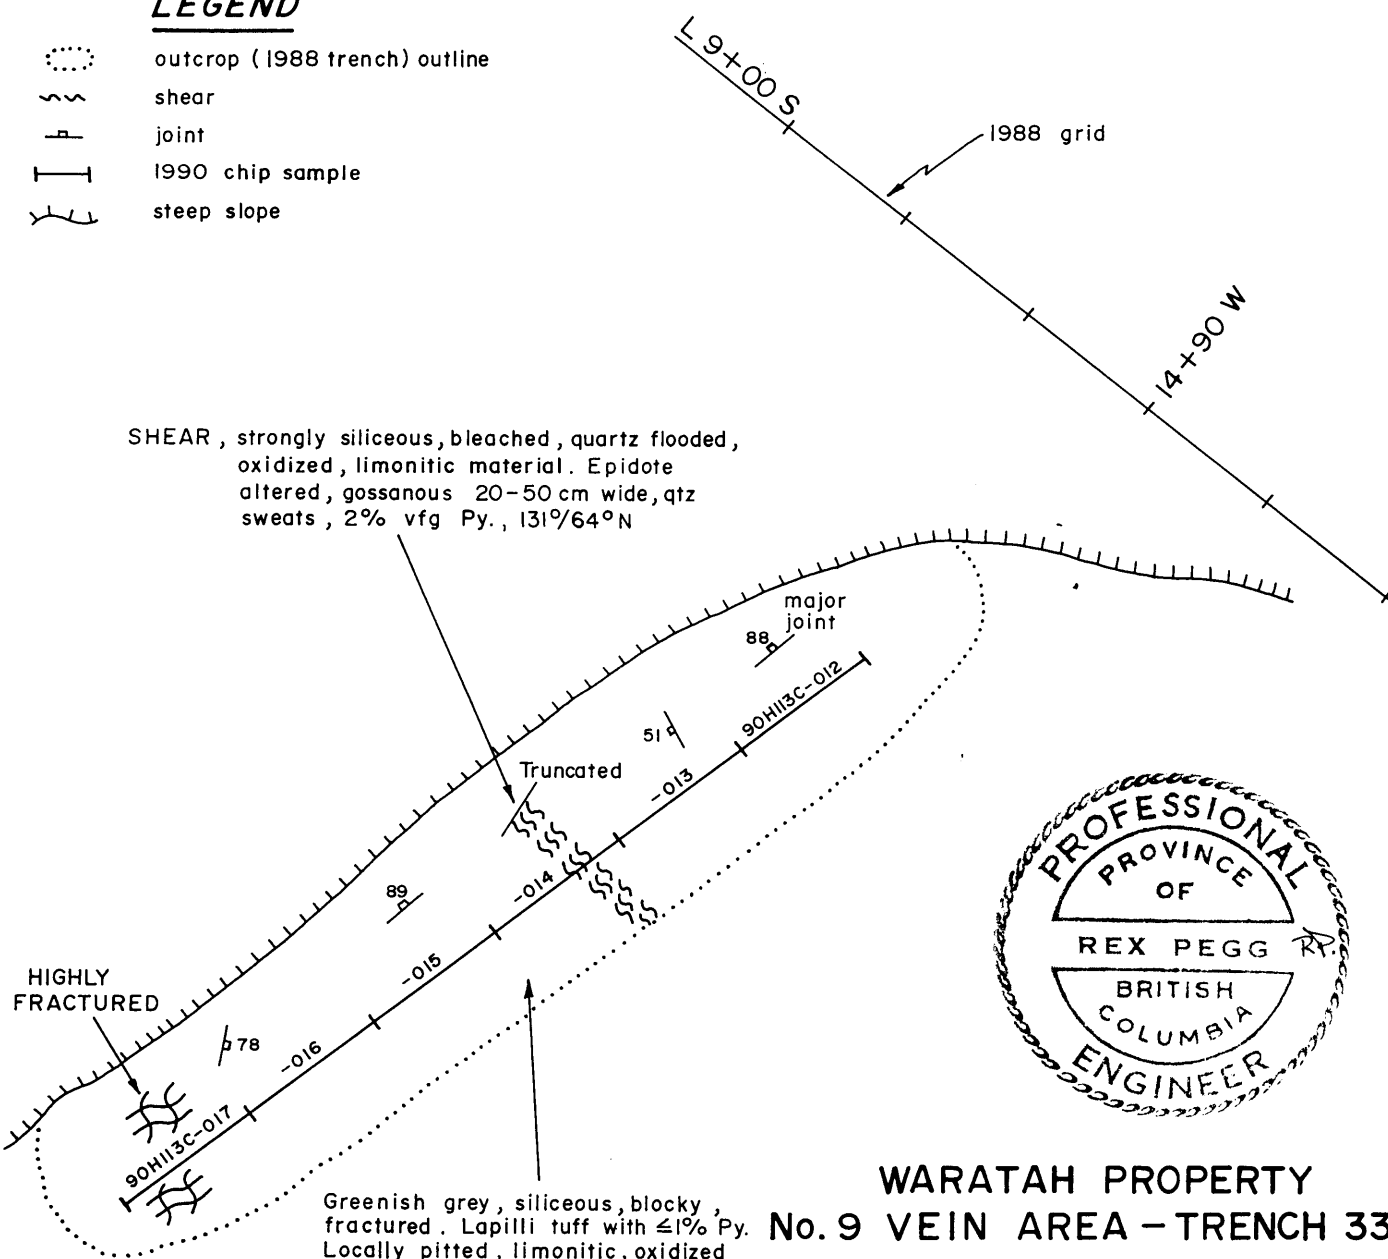 LEGEND
outcrop (1988 trench) outline
shear
joint
1990 chip sample
steep slope
L 9+00 S
1988 grid
14+90 W
SHEAR, strongly siliceous, bleached, quartz flooded,
oxidized, limonitic material. Epidote
altered, gossanous 20-50 cm wide, qtz
sweats, 2% vfg Py., 131°/64°N
major
joint
88
90H113C-012
51
-013
Truncated
-014
89
-015
HIGHLY
FRACTURED
78
-016
90H113C-017
Greenish grey, siliceous, blocky,
fractured. Lapilli tuff with ≤1% Py.
Locally pitted, limonitic, oxidized
PROFESSIONAL
PROVINCE
OF
REX PEGG RP.
BRITISH
COLUMBIA
ENGINEER
WARATAH PROPERTY
No. 9 VEIN AREA - TRENCH 33